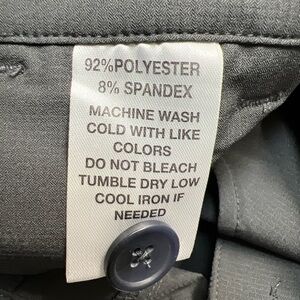 92%POLYESTER
8% SPANDEX
MACHINE WASH
COLD WITH LIKE
COLORS
DO NOT BLEACH
TUMBLE DRY LOW
COOL IRON IF
NEEDED